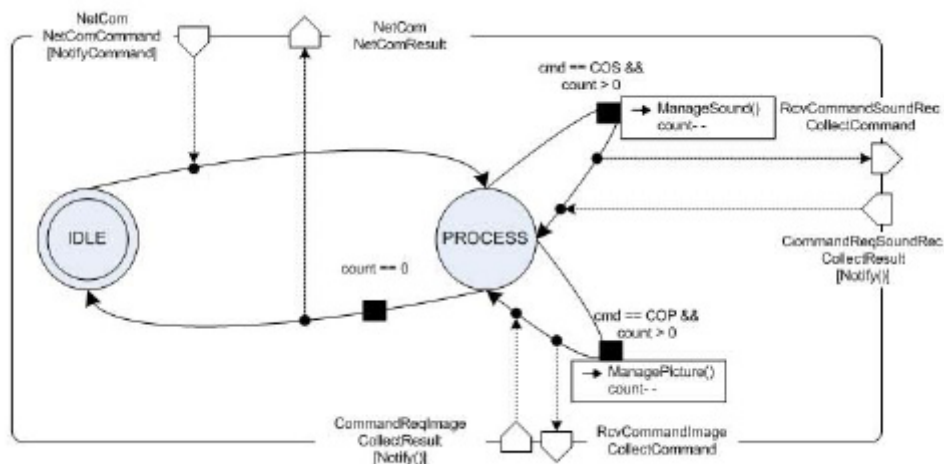 NetCom
NetComCommand
[NotifyCommand]
NetCom
NetComResult
cmd == COS &&
count > 0
ManageSound()
count--
RcvCommandSoundRec
CollectCommand
IDLE
PROCESS
count == 0
CommandReqSoundRec
CollectResult
[Notify()[
cmd == COP &&
count > 0
ManagePicture()
count--
CommandReqImage
CollectResult
[Notify()[
RcvCommandImage
CollectCommand